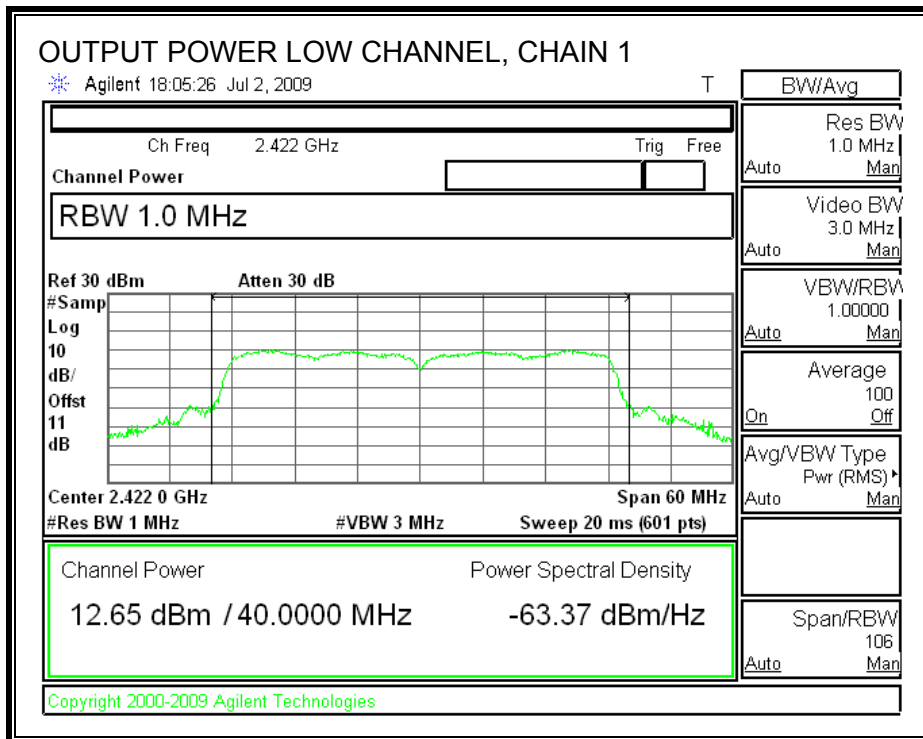 OUTPUT POWER LOW CHANNEL, CHAIN 1
Agilent 18:05:26 Jul 2, 2009 T
BW/Avg
Ch Freq 2.422 GHz Trig Free
Channel Power
RBW 1.0 MHz
Ref 30 dBm Atten 30 dB
#Samp
Log
10
dB/
Offst
11
dB
Center 2.422 0 GHz Span 60 MHz
#Res BW 1 MHz #VBW 3 MHz Sweep 20 ms (601 pts)
Channel Power Power Spectral Density
12.65 dBm / 40.0000 MHz -63.37 dBm/Hz
Copyright 2000-2009 Agilent Technologies
Res BW
1.0 MHz
Auto Man
Video BW
3.0 MHz
Auto Man
VBW/RBW
1.00000
Auto Man
Average
100
On Off
Avg/VBW Type
Pwr (RMS)
Auto Man
Span/RBW
106
Auto Man